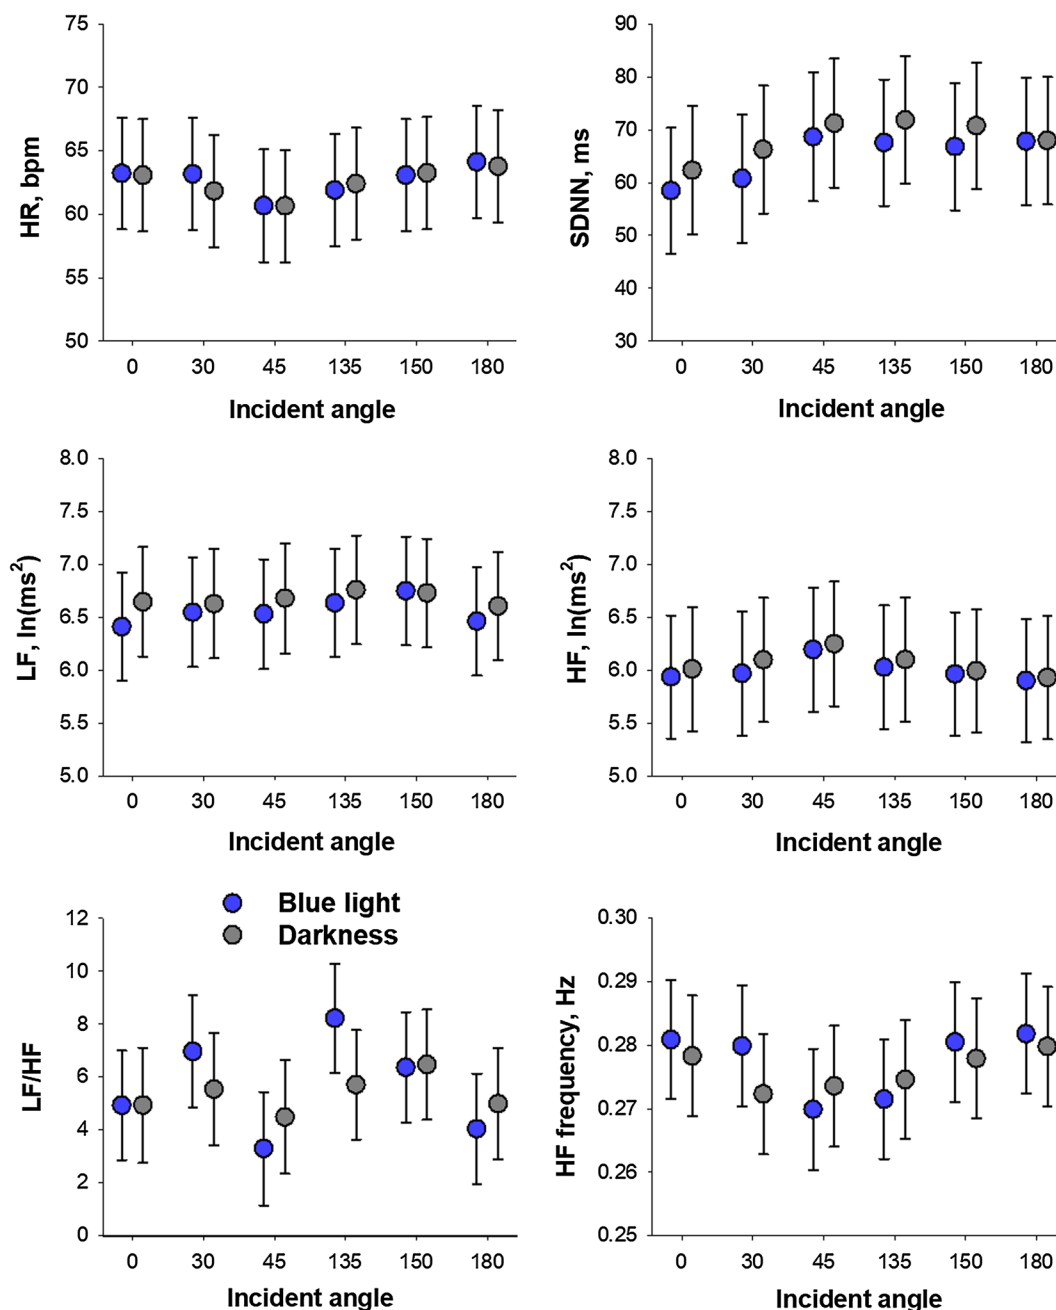 75
70
65
60
55
50
HR, bpm
0 30 45 135 150 180
Incident angle
90
80
70
60
50
40
30
SDNN, ms
0 30 45 135 150 180
Incident angle
8.0
7.5
7.0
6.5
6.0
5.5
5.0
LF, ln(ms²)
0 30 45 135 150 180
Incident angle
8.0
7.5
7.0
6.5
6.0
5.5
5.0
HF, ln(ms²)
0 30 45 135 150 180
Incident angle
Blue light
Darkness
12
10
8
6
4
2
0
LF/HF
0 30 45 135 150 180
Incident angle
0.30
0.29
0.28
0.27
0.26
0.25
HF frequency, Hz
0 30 45 135 150 180
Incident angle